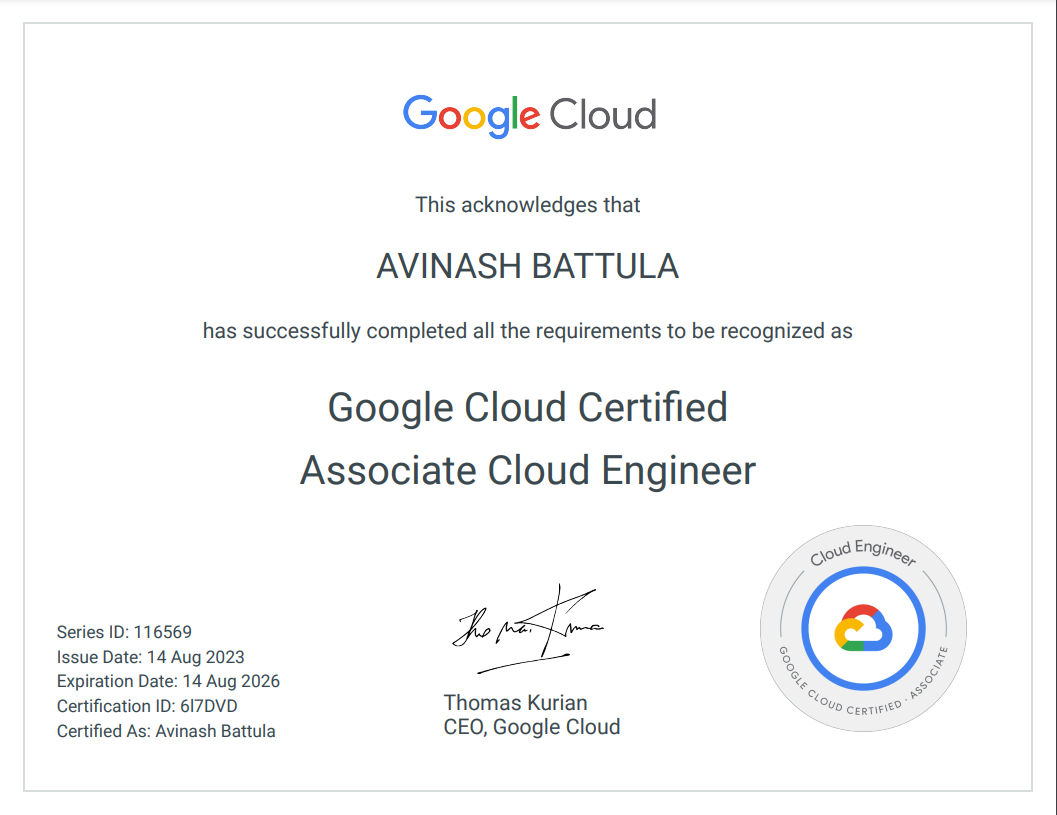 Google Cloud
This acknowledges that
AVINASH BATTULA
has successfully completed all the requirements to be recognized as
Google Cloud Certified
Associate Cloud Engineer
Series ID: 116569
Issue Date: 14 Aug 2023
Expiration Date: 14 Aug 2026
Certification ID: 6I7DVD
Certified As: Avinash Battula
Thomas Kurian
Thomas Kurian
CEO, Google Cloud
Cloud Engineer
GOOGLE CLOUD CERTIFIED · ASSOCIATE